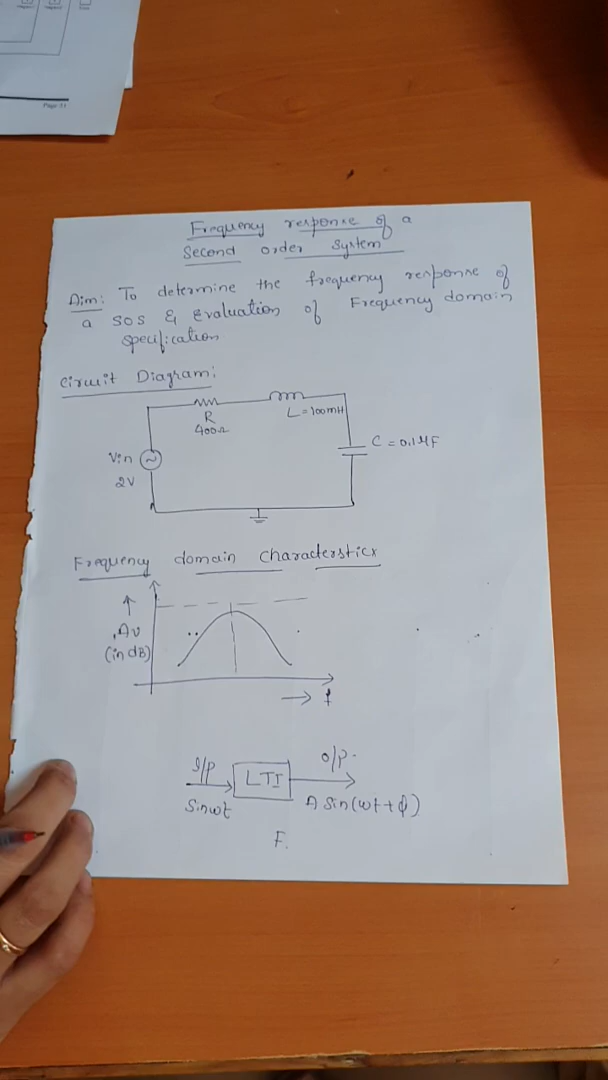 Frequency response of a
Second order System
Aim: To determine the frequency response of
a SOS & Evaluation of Frequency domain
specification
Circuit Diagram:
R
400Ω
L=100mH
Vin
2V
C = 0.1μF
Frequency domain Characterstics
↑
Av
(in dB)
→ f
I/P
LTI
O/P
Sinωt
A Sin(ωt+φ)
F.